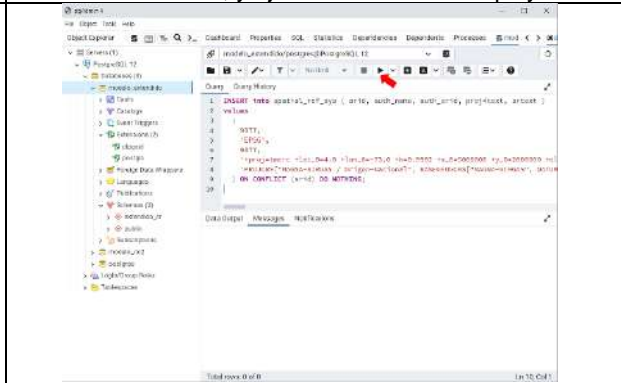 pgAdmin 4
File Object Tools Help
Object Explorer
Dashboard Properties SQL Statistics Dependencies Dependents Processes
Servers (1)
PostgreSQL 12
Databases (4)
modelo_extendido
Casts
Catalogs
Event Triggers
Extensions (2)
plpgsql
postgis
Foreign Data Wrappers
Languages
Publications
Schemas (2)
public
Subscriptions
postgres
Login/Group Roles
Tablespaces
modelo_extendido/postgres@PostgreSQL 12
No limit
Query Query History
1 INSERT into spatial_ref_sys ( srid, auth_name, auth_srid, proj4text, srtext )
2 values
3 (
4 9377,
5 'EPSG',
6 9377,
7 '+proj=tmerc +lat_0=4.0 +lon_0=-73.0 +k=0.9992 +x_0=5000000 +y_0=2000000
8 'PROJCRS["MAGNA-SIRGAS / Origen-Nacional", BASEGEOGCRS["MAGNA-SIRGAS", DATUM
9 ) ON CONFLICT (srid) DO NOTHING;
10
Data Output Messages Notifications
Total rows: 0 of 0
Ln 10, Col 1